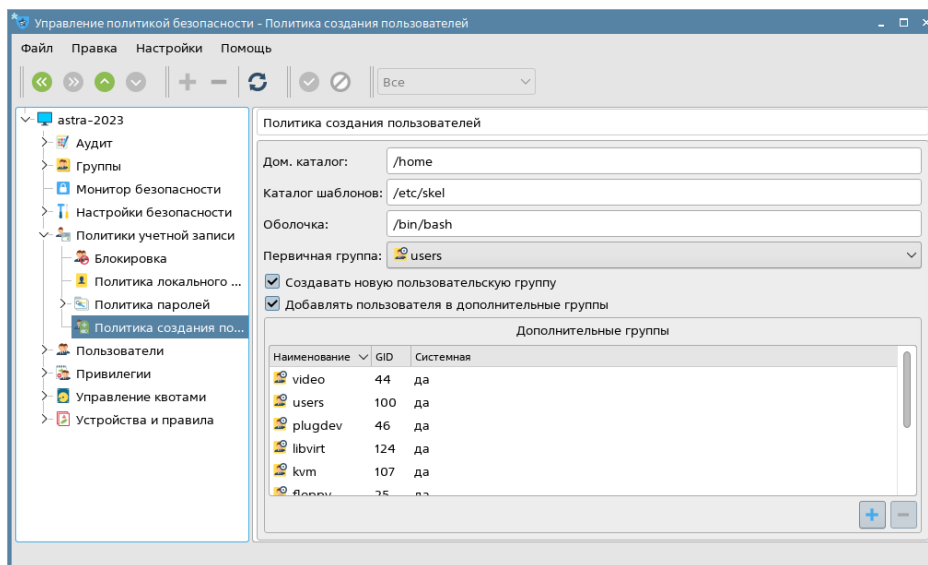 Управление политикой безопасности - Политика создания пользователей
Файл Правка Настройки Помощь
Все
astra-2023
Аудит
Группы
Монитор безопасности
Настройки безопасности
Политики учетной записи
Блокировка
Политика локального ...
Политика паролей
Политика создания по...
Пользователи
Привилегии
Управление квотами
Устройства и правила
Политика создания пользователей
Дом. каталог: /home
Каталог шаблонов: /etc/skel
Оболочка: /bin/bash
Первичная группа: users
Создавать новую пользовательскую группу
Добавлять пользователя в дополнительные группы
Дополнительные группы
Наименование GID Системная
video 44 да
users 100 да
plugdev 46 да
libvirt 124 да
kvm 107 да
floppy 25 да